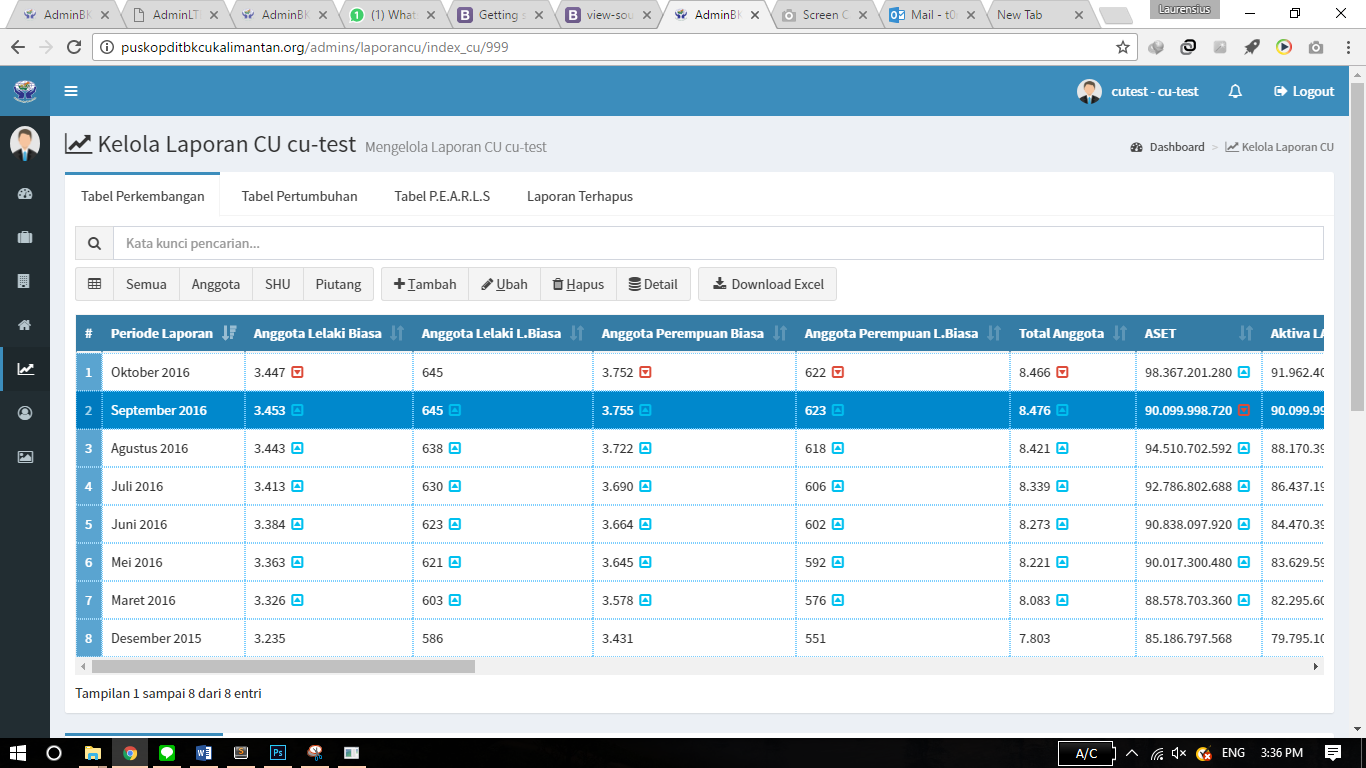 AdminBK
AdminLT
AdminBK
(1) What
Getting s
view-sou
AdminBK
Screen C
Mail - t0
New Tab
Laurensius
puskopditbkcukalimantan.org/admins/laporancu/index_cu/999
cutest - cu-test
Logout
Kelola Laporan CU cu-test Mengelola Laporan CU cu-test
Dashboard > Kelola Laporan CU
Tabel Perkembangan Tabel Pertumbuhan Tabel P.E.A.R.L.S Laporan Terhapus
Kata kunci pencarian...
Semua Anggota SHU Piutang Tambah Ubah Hapus Detail Download Excel
# Periode Laporan Anggota Lelaki Biasa Anggota Lelaki L.Biasa Anggota Perempuan Biasa Anggota Perempuan L.Biasa Total Anggota ASET Aktiva LA
1 Oktober 2016 3.447 645 3.752 622 8.466 98.367.201.280 91.962.40
2 September 2016 3.453 645 3.755 623 8.476 90.099.998.720 90.099.99
3 Agustus 2016 3.443 638 3.722 618 8.421 94.510.702.592 88.170.39
4 Juli 2016 3.413 630 3.690 606 8.339 92.786.802.688 86.437.19
5 Juni 2016 3.384 623 3.664 602 8.273 90.838.097.920 84.470.39
6 Mei 2016 3.363 621 3.645 592 8.221 90.017.300.480 83.629.59
7 Maret 2016 3.326 603 3.578 576 8.083 88.578.703.360 82.295.60
8 Desember 2015 3.235 586 3.431 551 7.803 85.186.797.568 79.795.10
Tampilan 1 sampai 8 dari 8 entri
A/C ENG 3:36 PM